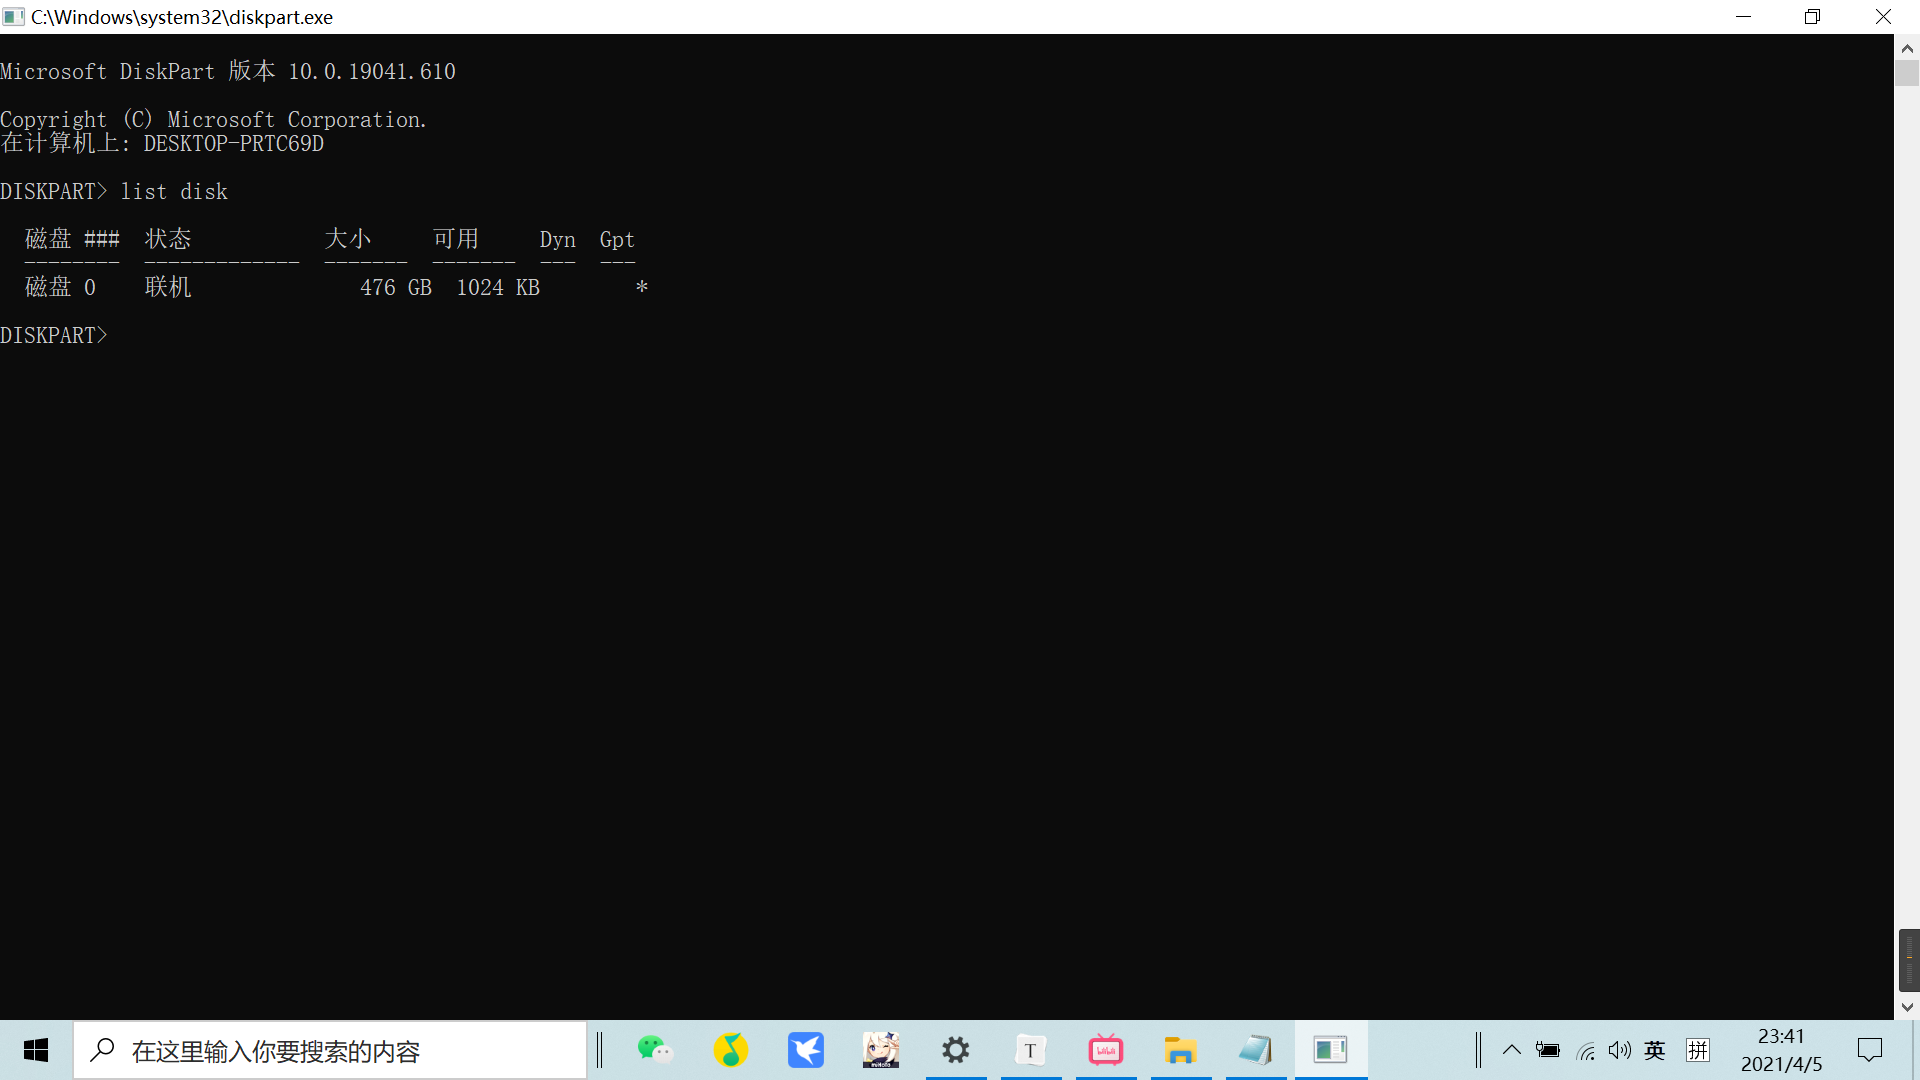 C:\Windows\system32\diskpart.exe
Microsoft DiskPart 版本 10.0.19041.610
Copyright (C) Microsoft Corporation.
在计算机上: DESKTOP-PRTC69D
DISKPART> list disk
磁盘 ###  状态           大小     可用     Dyn  Gpt
--------  -------------  -------  -------  ---  ---
磁盘 0    联机              476 GB  1024 KB        *
DISKPART>
在这里输入你要搜索的内容
miHoYo
T
英
拼
23:41
2021/4/5